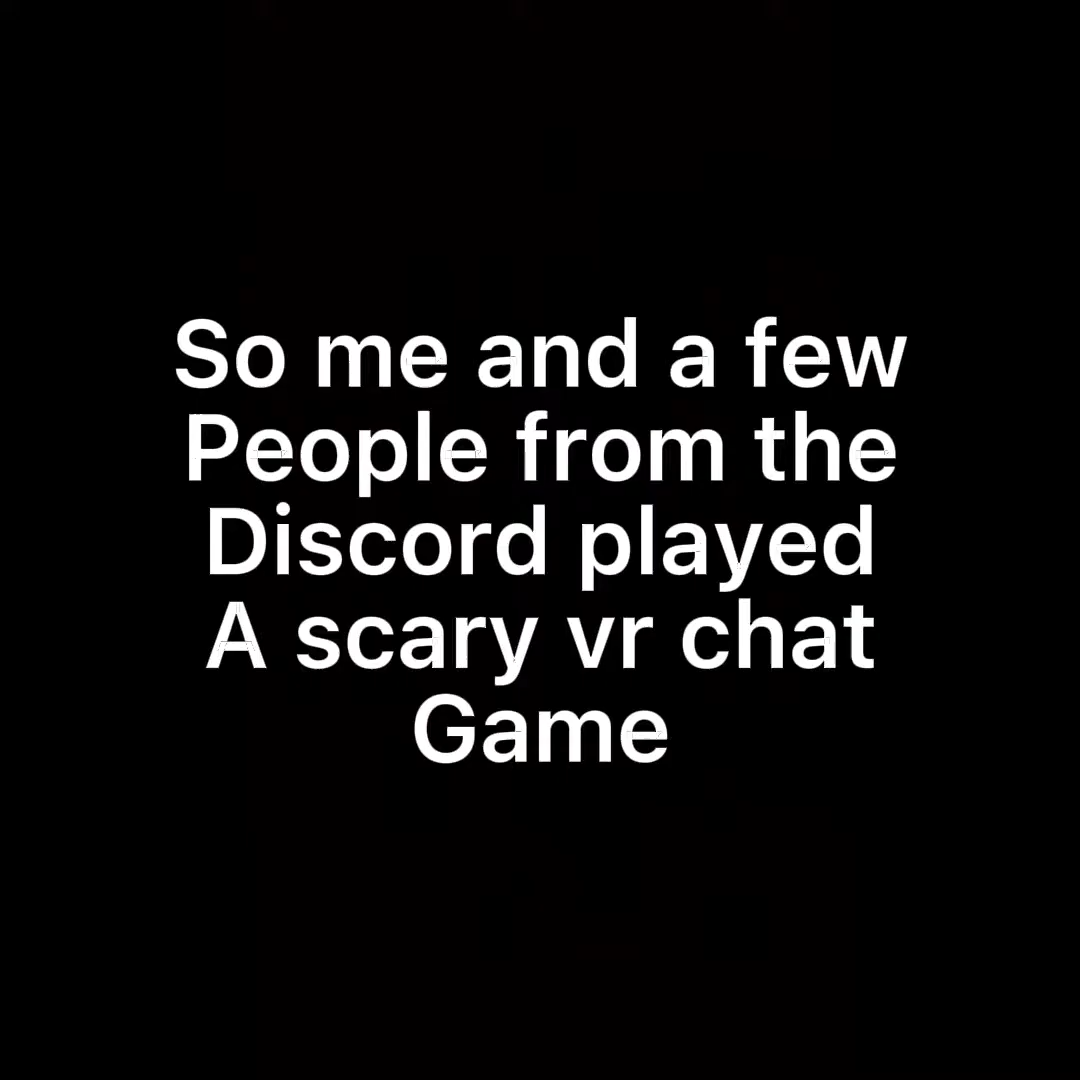 So me and a few
People from the
Discord played
A scary vr chat
Game